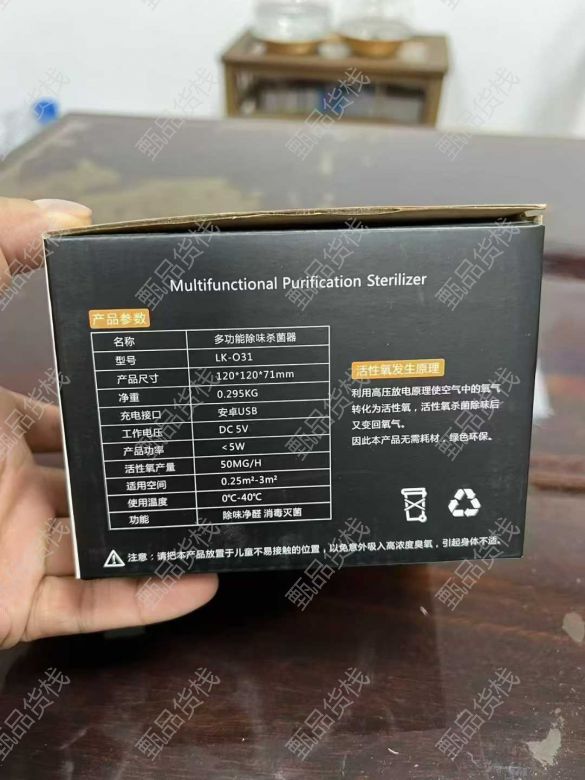 Multifunctional Purification Sterilizer
产品参数
名称 多功能除味杀菌器
型号 LK-O31
产品尺寸 120*120*71mm
净重 0.295KG
充电接口 安卓USB
工作电压 DC 5V
产品功率 <5W
活性氧产量 50MG/H
适用空间 0.25m²-3m²
使用温度 0℃-40℃
功能 除味净醛 消毒灭菌
活性氧发生原理
利用高压放电原理使空气中的氧气
转化为活性氧，活性氧杀菌除味后
又变回氧气。
因此本产品无需耗材，绿色环保。
注意：请把本产品放置于儿童不易接触的位置，以免意外吸入高浓度臭氧，引起身体不适。
甄品货栈